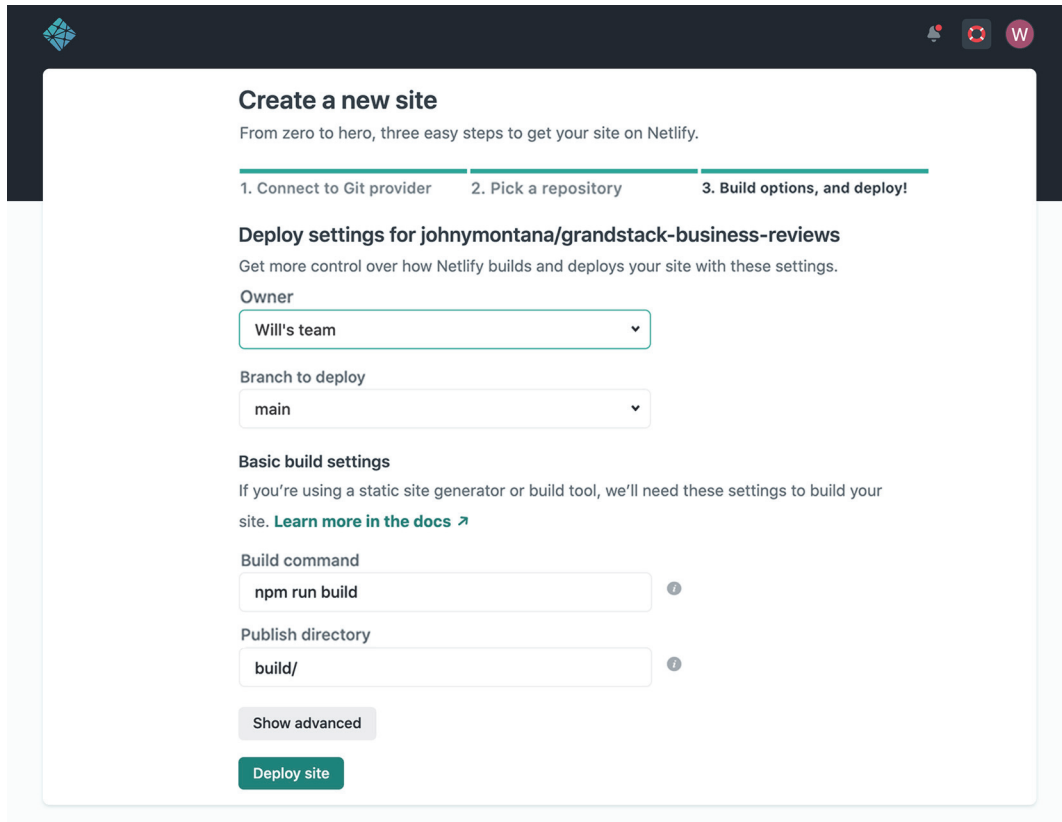 W
Create a new site
From zero to hero, three easy steps to get your site on Netlify.
1. Connect to Git provider
2. Pick a repository
3. Build options, and deploy!
Deploy settings for johnymontana/grandstack-business-reviews
Get more control over how Netlify builds and deploys your site with these settings.
Owner
Will's team
Branch to deploy
main
Basic build settings
If you’re using a static site generator or build tool, we’ll need these settings to build your
site. Learn more in the docs ↗
Build command
npm run build
i
Publish directory
build/
i
Show advanced
Deploy site